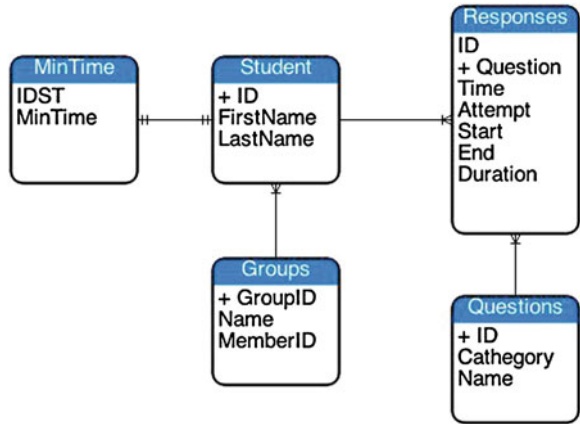 MinTime
IDST
MinTime
Student
+ ID
FirstName
LastName
Responses
ID
+ Question
Time
Attempt
Start
End
Duration
Groups
+ GroupID
Name
MemberID
Questions
+ ID
Cathegory
Name